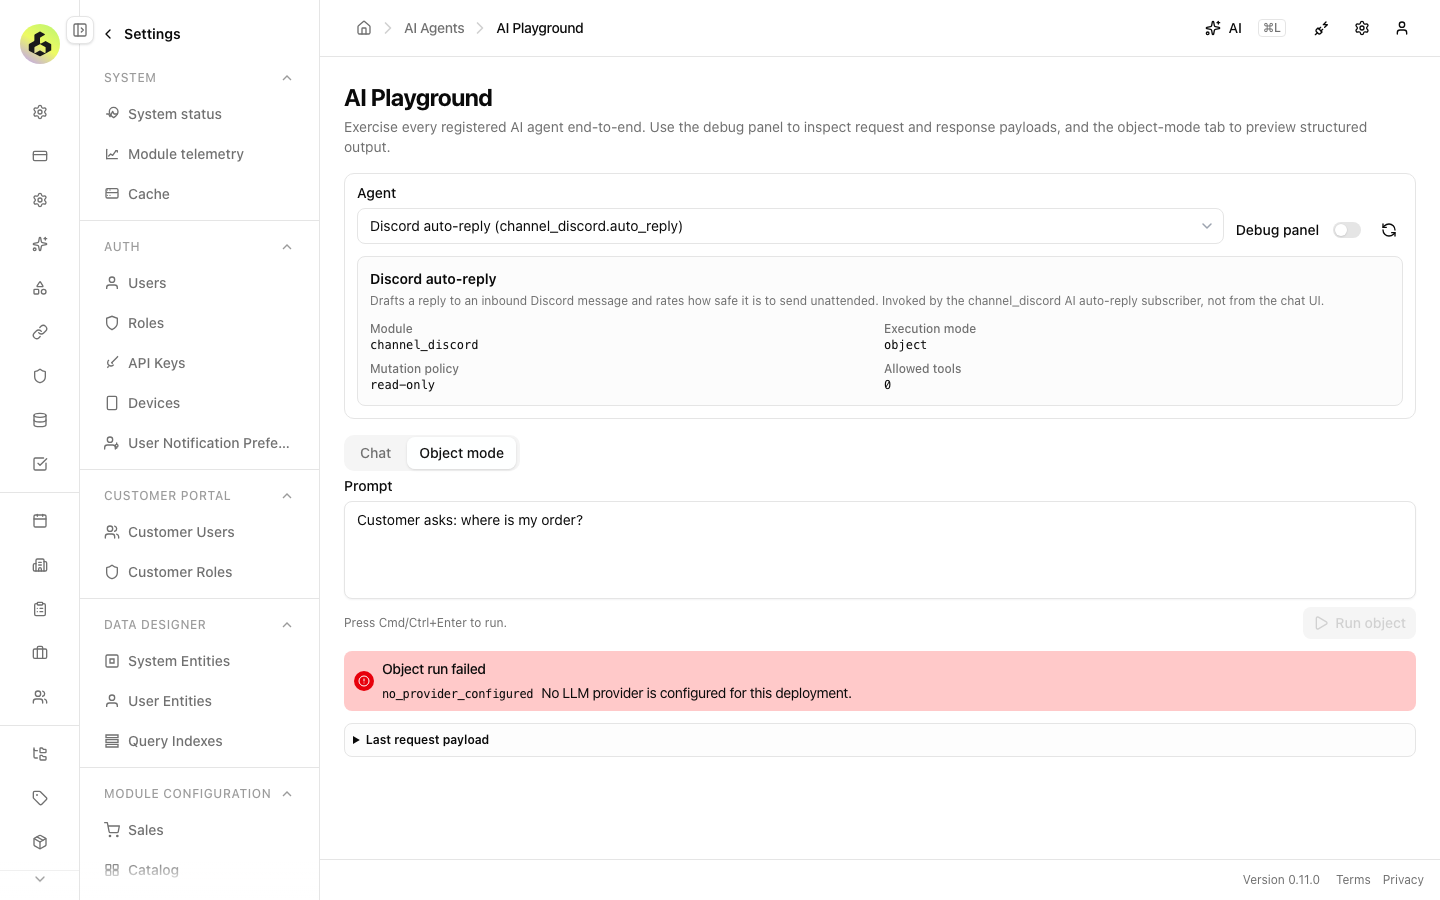 Settings
SYSTEM
System status
Module telemetry
Cache
AUTH
Users
Roles
API Keys
Devices
User Notification Prefe...
CUSTOMER PORTAL
Customer Users
Customer Roles
DATA DESIGNER
System Entities
User Entities
Query Indexes
MODULE CONFIGURATION
Sales
Catalog
AI Agents
AI Playground
AI
⌘L
AI Playground
Exercise every registered AI agent end-to-end. Use the debug panel to inspect request and response payloads, and the object-mode tab to preview structured
output.
Agent
Discord auto-reply (channel_discord.auto_reply)
Debug panel
Discord auto-reply
Drafts a reply to an inbound Discord message and rates how safe it is to send unattended. Invoked by the channel_discord AI auto-reply subscriber, not from the chat UI.
Module
channel_discord
Execution mode
object
Mutation policy
read-only
Allowed tools
0
Chat
Object mode
Prompt
Customer asks: where is my order?
Press Cmd/Ctrl+Enter to run.
Run object
Object run failed
no_provider_configured No LLM provider is configured for this deployment.
Last request payload
Version 0.11.0
Terms
Privacy